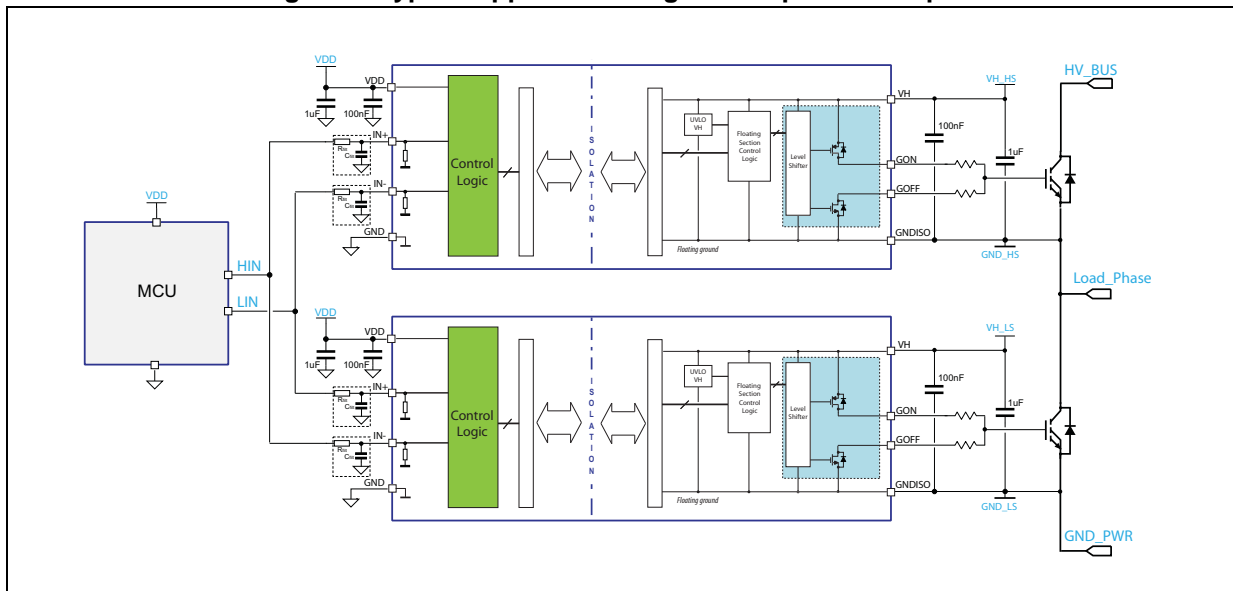 VDD
VDD
1uF
100nF
IN+
IN-
GND
Control
Logic
ISOLATION
UVLO
VH
Floating
Section
Control
Logic
Level
Shifter
Floating ground
VH
GON
GOFF
GNDISO
100nF
VH_HS
1uF
GND_HS
HV_BUS
VDD
MCU
HIN
LIN
Load_Phase
VDD
VDD
1uF
100nF
IN+
IN-
GND
Control
Logic
ISOLATION
UVLO
VH
Floating
Section
Control
Logic
Level
Shifter
Floating ground
VH
GON
GOFF
GNDISO
100nF
VH_LS
1uF
GND_LS
GND_PWR